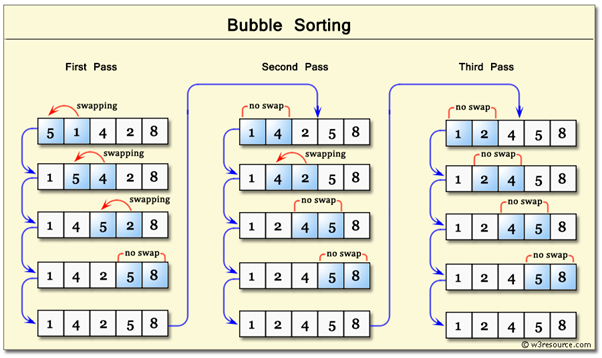 Bubble Sorting
First Pass
swapping
5 1 4 2 8
swapping
1 5 4 2 8
swapping
1 4 5 2 8
no swap
1 4 2 5 8
1 4 2 5 8
Second Pass
no swap
1 4 2 5 8
swapping
1 4 2 5 8
no swap
1 2 4 5 8
no swap
1 2 4 5 8
1 2 4 5 8
Third Pass
no swap
1 2 4 5 8
no swap
1 2 4 5 8
no swap
1 2 4 5 8
no swap
1 2 4 5 8
1 2 4 5 8
© w3resource.com